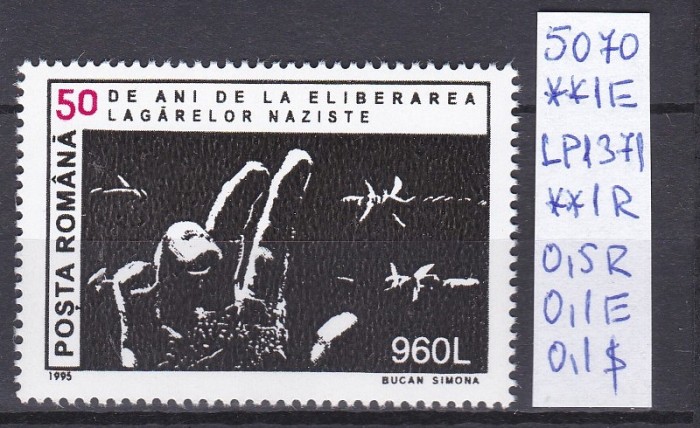 50 DE ANI DE LA ELIBERAREA
LAGĂRELOR NAZISTE
POȘTA ROMÂNĂ
960L
1995
BUCAN SIMONA
5070
**1E
LP1371
**1R
0,5R
0,1E
0,1$